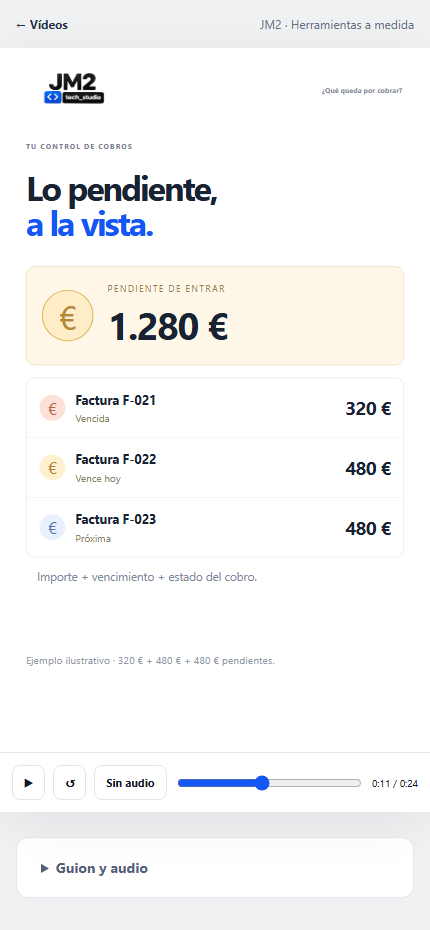 ← Vídeos
JM2 · Herramientas a medida
JM2
<> tech_studio
¿Qué queda por cobrar?
TU CONTROL DE COBROS
Lo pendiente,
a la vista.
€
PENDIENTE DE ENTRAR
1.280 €
€
Factura F-021
Vencida
320 €
€
Factura F-022
Vence hoy
480 €
€
Factura F-023
Próxima
480 €
Importe + vencimiento + estado del cobro.
Ejemplo ilustrativo · 320 € + 480 € + 480 € pendientes.
▶
↺
Sin audio
0:11 / 0:24
▶ Guion y audio